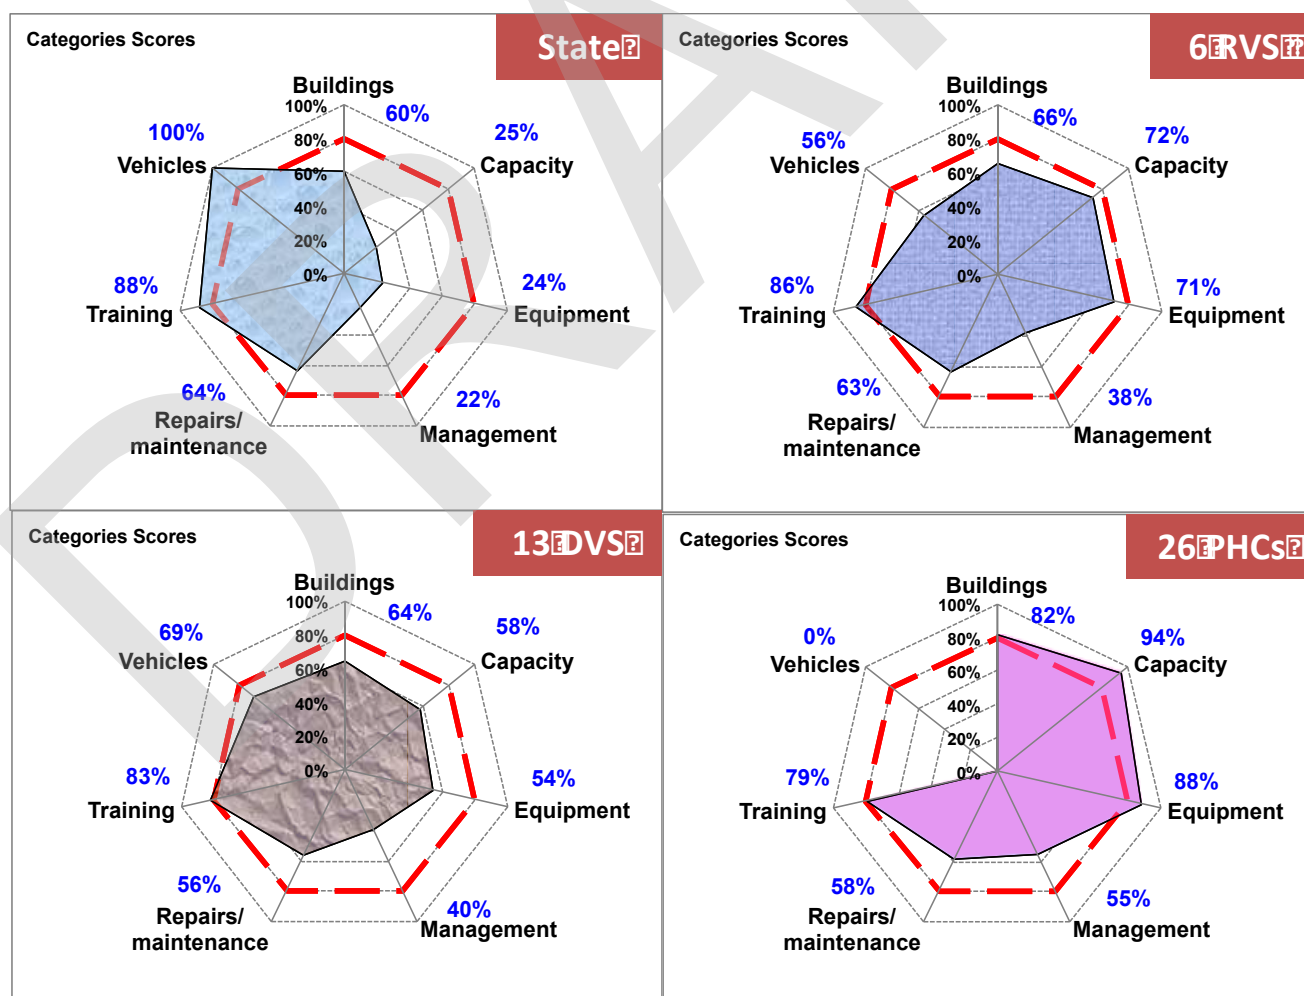 Categories Scores
State
Buildings
100%
80%
60%
40%
20%
0%
60%
25%
Capacity
24%
Equipment
22%
Management
64%
Repairs/
maintenance
88%
Training
100%
Vehicles
Categories Scores
6 RVS
Buildings
100%
80%
60%
40%
20%
0%
66%
72%
Capacity
71%
Equipment
38%
Management
63%
Repairs/
maintenance
86%
Training
56%
Vehicles
Categories Scores
13 DVS
Buildings
100%
80%
60%
40%
20%
0%
64%
58%
Capacity
54%
Equipment
40%
Management
56%
Repairs/
maintenance
83%
Training
69%
Vehicles
Categories Scores
26 PHCs
Buildings
100%
80%
60%
40%
20%
0%
82%
94%
Capacity
88%
Equipment
55%
Management
58%
Repairs/
maintenance
79%
Training
0%
Vehicles